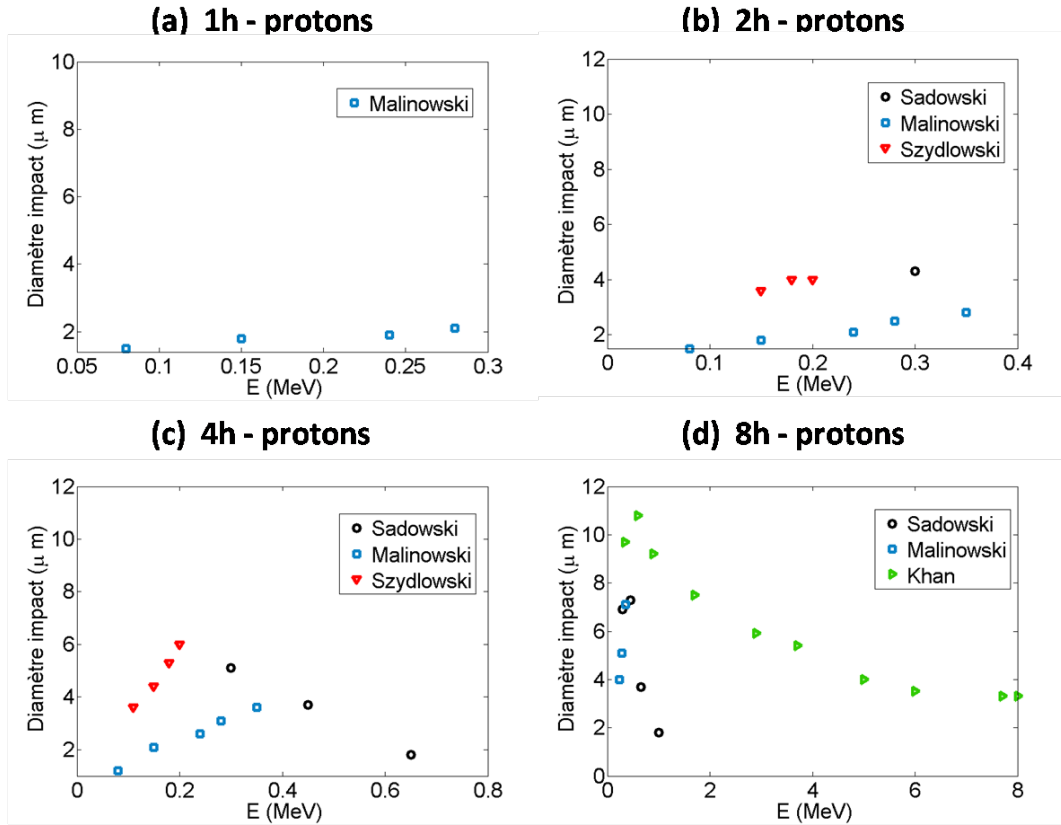 (a) 1h - protons
10
8
6
4
2
0.05
0.1
0.15
0.2
0.25
0.3
E (MeV)
Diamètre impact (μ m)
Malinowski
(b) 2h - protons
12
10
8
6
4
2
0
0.1
0.2
0.3
0.4
E (MeV)
Diamètre impact (μ m)
Sadowski
Malinowski
Szydlowski
(c) 4h - protons
12
10
8
6
4
2
0
0.2
0.4
0.6
0.8
E (MeV)
Diamètre impact (μ m)
Sadowski
Malinowski
Szydlowski
(d) 8h - protons
12
10
8
6
4
2
0
0
2
4
6
8
E (MeV)
Diamètre impact (μ m)
Sadowski
Malinowski
Khan